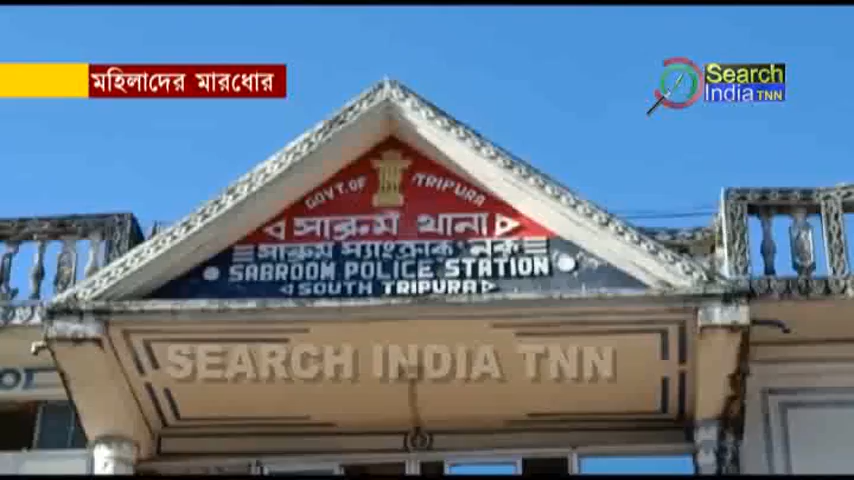 মহিলাদের মারধোর
Search
India TNN
GOVT. OF TRIPURA
সাব্রুম থানা
SABROOM POLICE STATION
SOUTH TRIPURA
SEARCH INDIA TNN